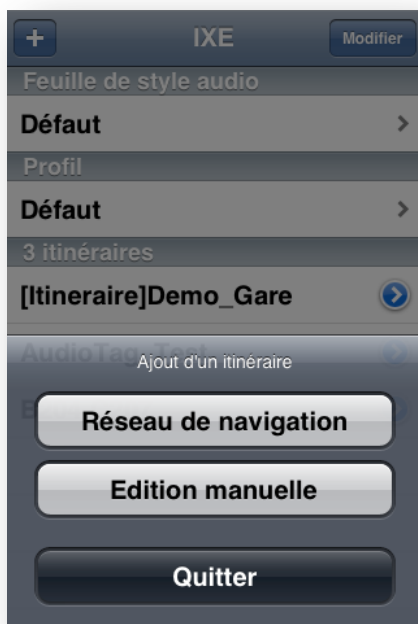 + IXE Modifier
Feuille de style audio
Défaut
Profil
Défaut
3 itinéraires
[Itineraire]Demo_Gare
AudioTag_Test
Ajout d'un itinéraire
Réseau de navigation
Edition manuelle
Quitter